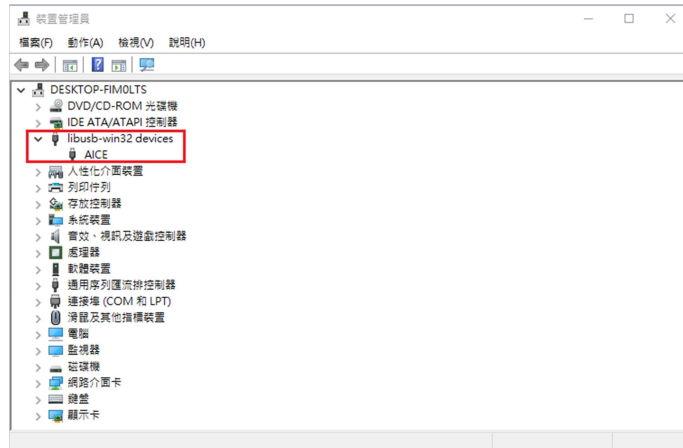 裝置管理員
檔案(F) 動作(A) 檢視(V) 說明(H)
DESKTOP-FIM0LTS
DVD/CD-ROM 光碟機
IDE ATA/ATAPI 控制器
libusb-win32 devices
AICE
人性化介面裝置
列印佇列
存放控制器
系統裝置
音效、視訊及遊戲控制器
處理器
軟體裝置
通用序列匯流排控制器
連接埠 (COM 和 LPT)
滑鼠及其他指標裝置
電腦
監視器
磁碟機
網路介面卡
鍵盤
顯示卡